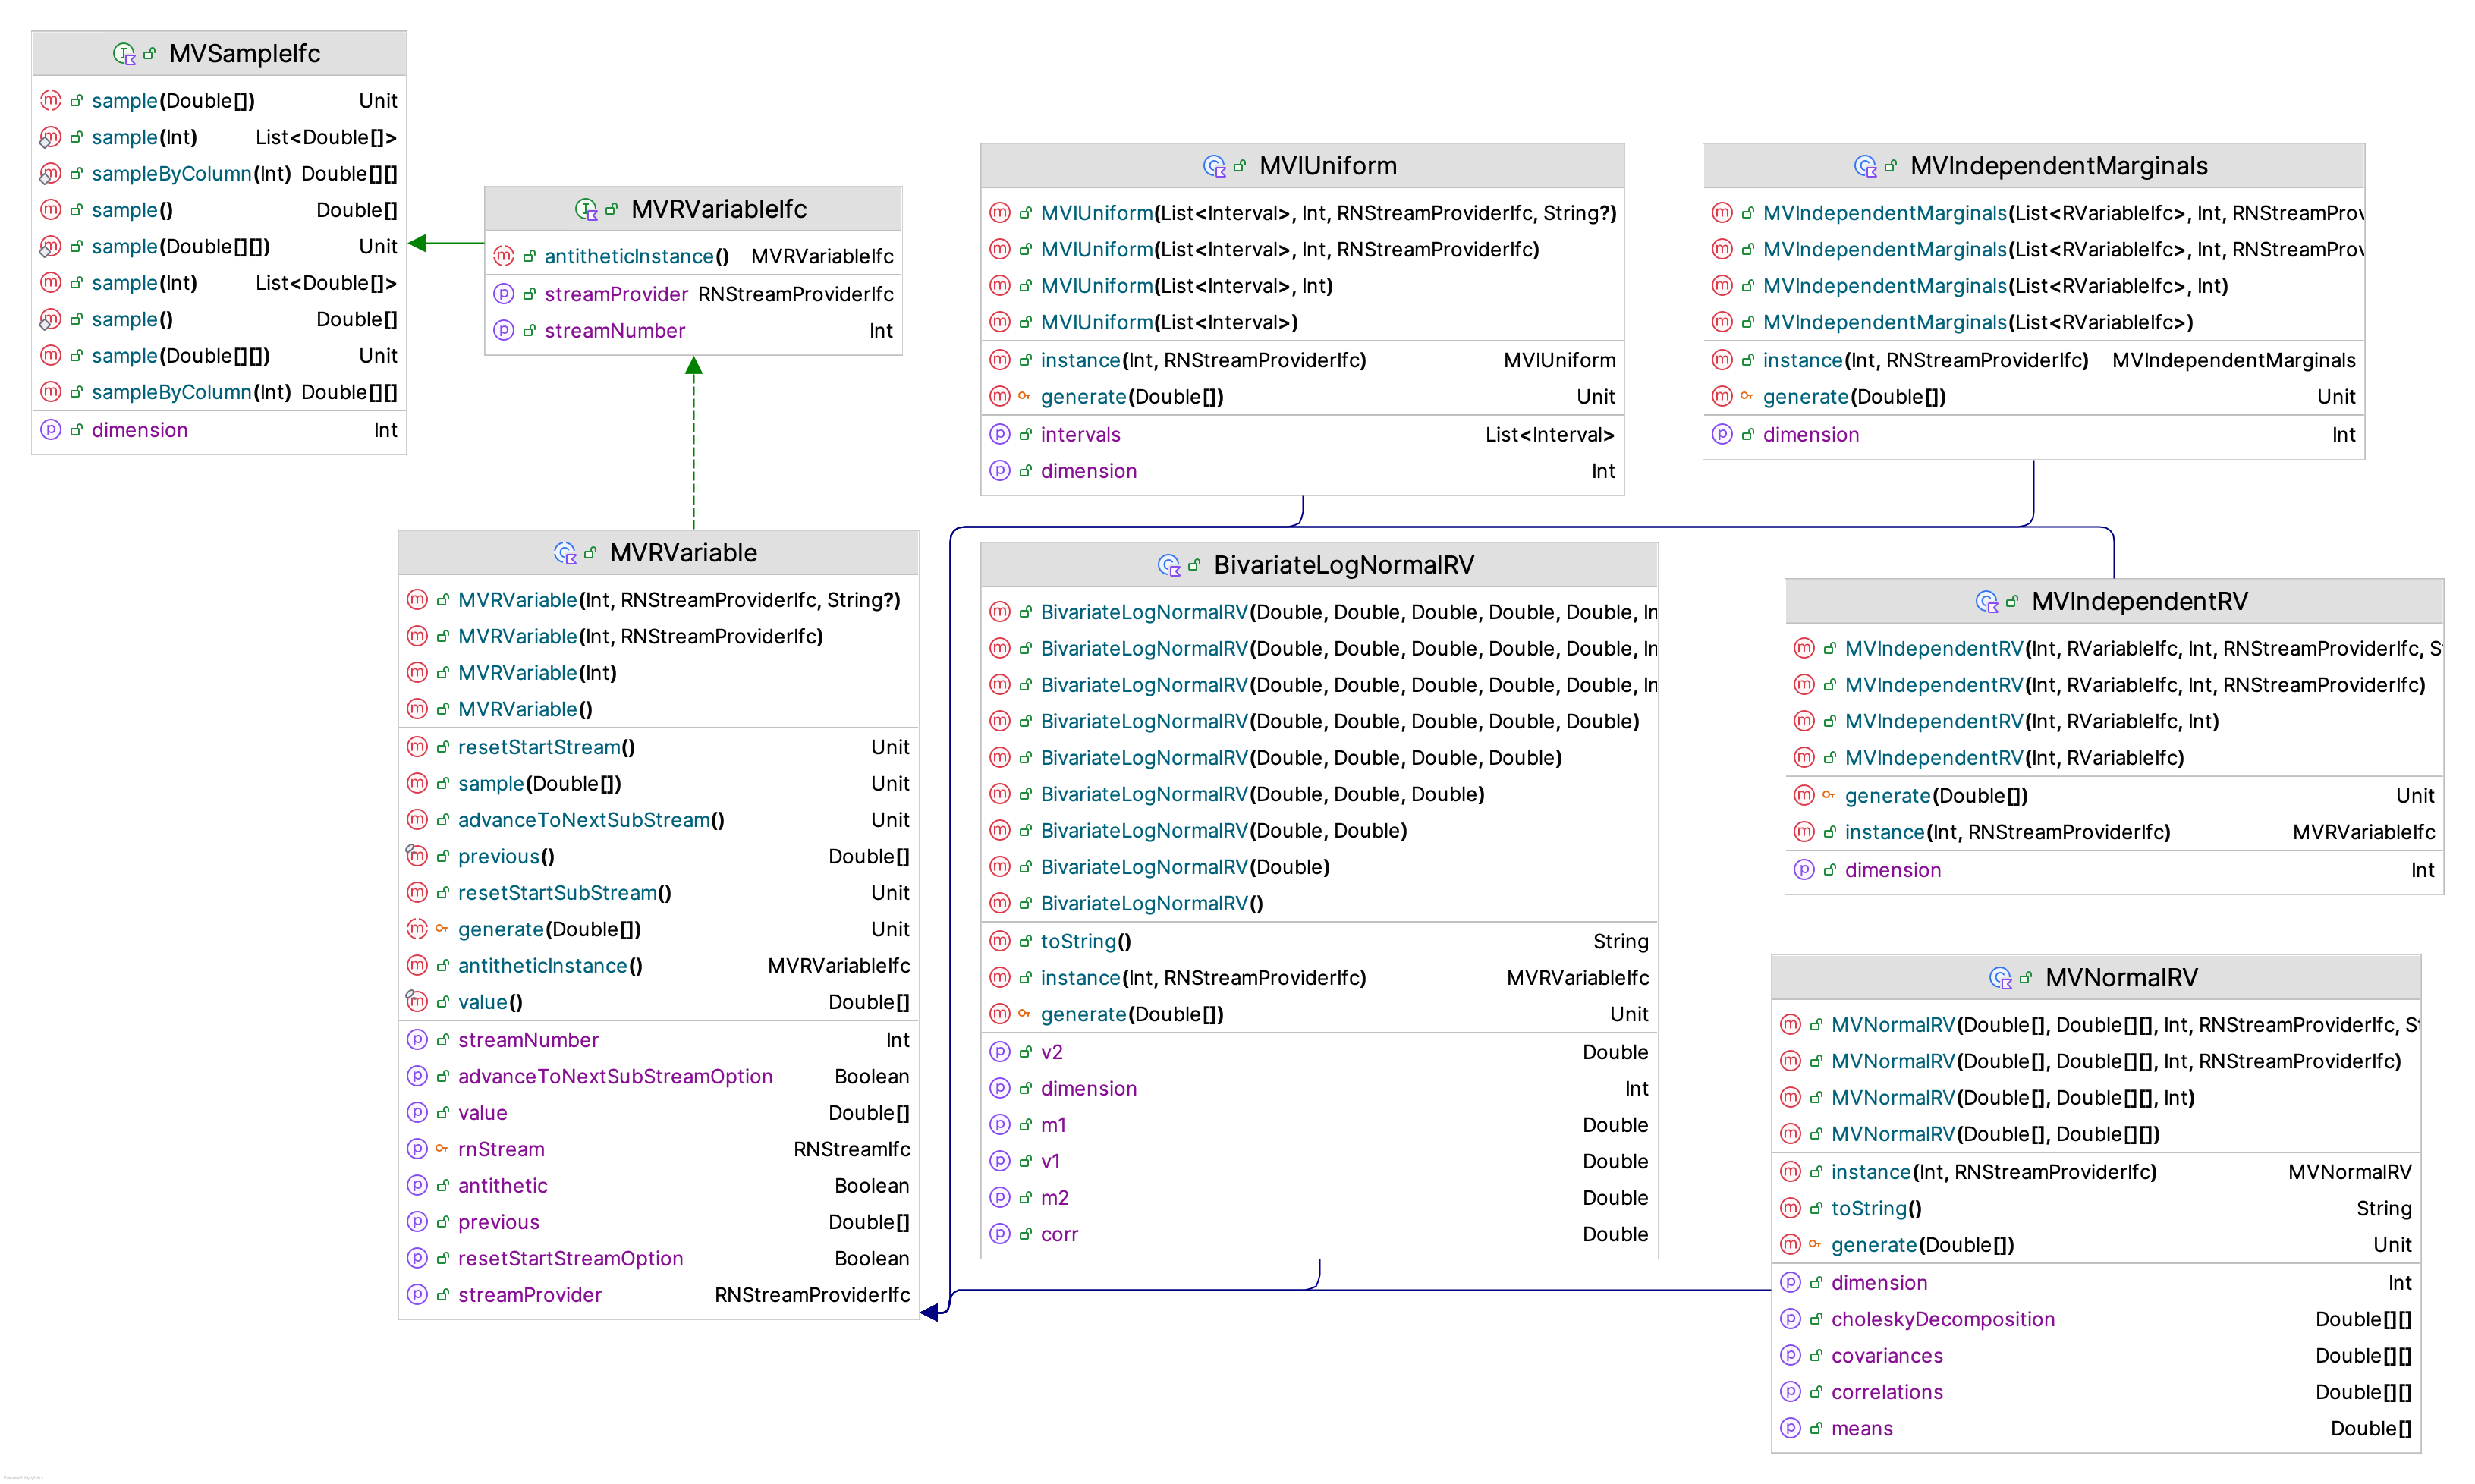 MVSampleIfc
sample(Double[]) Unit
sample(Int) List<Double[]>
sampleByColumn(Int) Double[][]
sample() Double[]
sample(Double[][]) Unit
sample(Int) List<Double[]>
sample() Double[]
sample(Double[][]) Unit
sampleByColumn(Int) Double[][]
dimension Int
MVRVariableIfc
antitheticInstance() MVRVariableIfc
streamProvider RNStreamProviderIfc
streamNumber Int
MVIUniform
MVIUniform(List<Interval>, Int, RNStreamProviderIfc, String?)
MVIUniform(List<Interval>, Int, RNStreamProviderIfc)
MVIUniform(List<Interval>, Int)
MVIUniform(List<Interval>)
instance(Int, RNStreamProviderIfc) MVIUniform
generate(Double[]) Unit
intervals List<Interval>
dimension Int
MVIndependentMarginals
MVIndependentMarginals(List<RVariableIfc>, Int, RNStreamProv
MVIndependentMarginals(List<RVariableIfc>, Int, RNStreamProv
MVIndependentMarginals(List<RVariableIfc>, Int)
MVIndependentMarginals(List<RVariableIfc>)
instance(Int, RNStreamProviderIfc) MVIndependentMarginals
generate(Double[]) Unit
dimension Int
MVRVariable
MVRVariable(Int, RNStreamProviderIfc, String?)
MVRVariable(Int, RNStreamProviderIfc)
MVRVariable(Int)
MVRVariable()
resetStartStream() Unit
sample(Double[]) Unit
advanceToNextSubStream() Unit
previous() Double[]
resetStartSubStream() Unit
generate(Double[]) Unit
antitheticInstance() MVRVariableIfc
value() Double[]
streamNumber Int
advanceToNextSubStreamOption Boolean
value Double[]
rnStream RNStreamIfc
antithetic Boolean
previous Double[]
resetStartStreamOption Boolean
streamProvider RNStreamProviderIfc
BivariateLogNormalRV
BivariateLogNormalRV(Double, Double, Double, Double, Double, In
BivariateLogNormalRV(Double, Double, Double, Double, Double, In
BivariateLogNormalRV(Double, Double, Double, Double, Double, In
BivariateLogNormalRV(Double, Double, Double, Double, Double)
BivariateLogNormalRV(Double, Double, Double, Double)
BivariateLogNormalRV(Double, Double, Double)
BivariateLogNormalRV(Double, Double)
BivariateLogNormalRV(Double)
BivariateLogNormalRV()
toString() String
instance(Int, RNStreamProviderIfc) MVRVariableIfc
generate(Double[]) Unit
v2 Double
dimension Int
m1 Double
v1 Double
m2 Double
corr Double
MVIndependentRV
MVIndependentRV(Int, RVariableIfc, Int, RNStreamProviderIfc, S
MVIndependentRV(Int, RVariableIfc, Int, RNStreamProviderIfc)
MVIndependentRV(Int, RVariableIfc, Int)
MVIndependentRV(Int, RVariableIfc)
generate(Double[]) Unit
instance(Int, RNStreamProviderIfc) MVRVariableIfc
dimension Int
MVNormalRV
MVNormalRV(Double[], Double[][], Int, RNStreamProviderIfc, St
MVNormalRV(Double[], Double[][], Int, RNStreamProviderIfc)
MVNormalRV(Double[], Double[][], Int)
MVNormalRV(Double[], Double[][])
instance(Int, RNStreamProviderIfc) MVNormalRV
toString() String
generate(Double[]) Unit
dimension Int
choleskyDecomposition Double[][]
covariances Double[][]
correlations Double[][]
means Double[]
Powered by yFiles